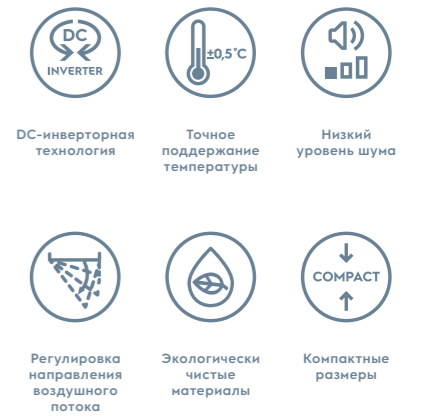 DC
INVERTER
±0,5°C
DC-инверторная
технология
Точное
поддержание
температуры
Низкий
уровень шума
COMPACT
Регулировка
направления
воздушного
потока
Экологически
чистые
материалы
Компактные
размеры